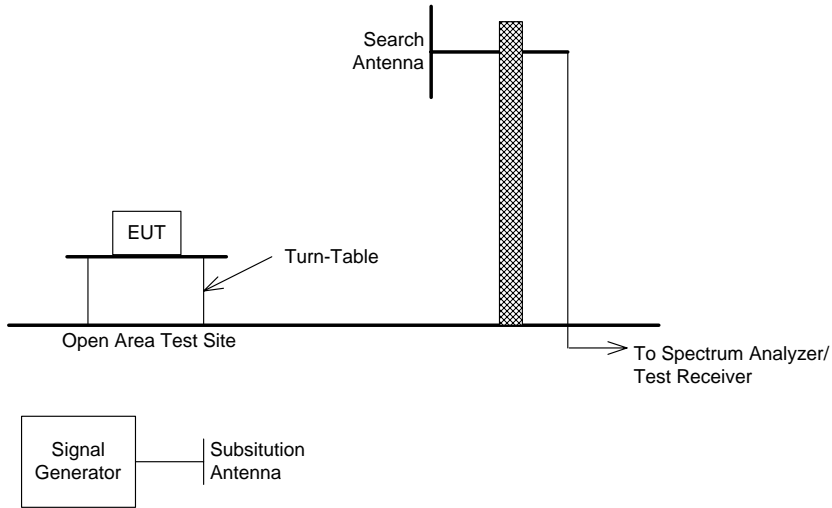 Search
Antenna
EUT
Turn-Table
Open Area Test Site
To Spectrum Analyzer/
Test Receiver
Signal
Generator
Subsitution
Antenna